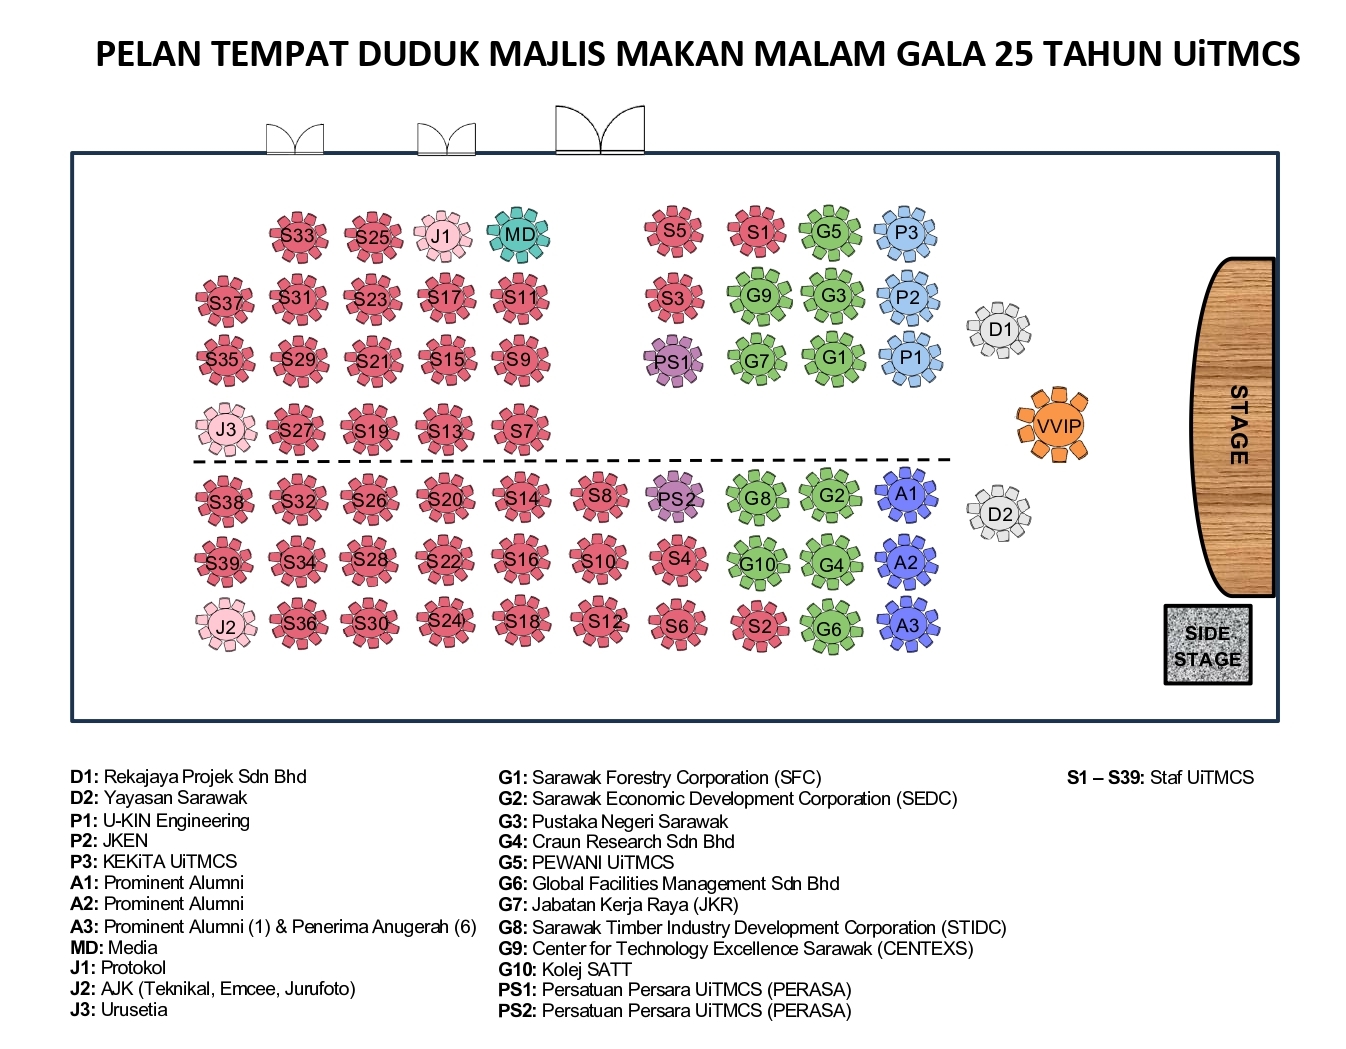 PELAN TEMPAT DUDUK MAJLIS MAKAN MALAM GALA 25 TAHUN UiTMCS
S33 S25 J1 MD S5 S1 G5 P3
S37 S31 S23 S17 S11 S3 G9 G3 P2
D1
S35 S29 S21 S15 S9 PS1 G7 G1 P1
J3 S27 S19 S13 S7 VVIP
STAGE
S38 S32 S26 S20 S14 S8 PS2 G8 G2 A1
D2
S39 S34 S28 S22 S16 S10 S4 G10 G4 A2
J2 S36 S30 S24 S18 S12 S6 S2 G6 A3
SIDE
STAGE
D1: Rekajaya Projek Sdn Bhd
D2: Yayasan Sarawak
P1: U-KIN Engineering
P2: JKEN
P3: KEKiTA UiTMCS
A1: Prominent Alumni
A2: Prominent Alumni
A3: Prominent Alumni (1) & Penerima Anugerah (6)
MD: Media
J1: Protokol
J2: AJK (Teknikal, Emcee, Jurufoto)
J3: Urusetia
G1: Sarawak Forestry Corporation (SFC)
G2: Sarawak Economic Development Corporation (SEDC)
G3: Pustaka Negeri Sarawak
G4: Craun Research Sdn Bhd
G5: PEWANI UiTMCS
G6: Global Facilities Management Sdn Bhd
G7: Jabatan Kerja Raya (JKR)
G8: Sarawak Timber Industry Development Corporation (STIDC)
G9: Center for Technology Excellence Sarawak (CENTEXS)
G10: Kolej SATT
PS1: Persatuan Persara UiTMCS (PERASA)
PS2: Persatuan Persara UiTMCS (PERASA)
S1 – S39: Staf UiTMCS